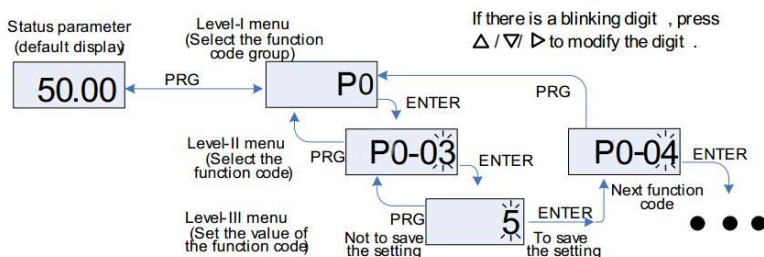 Status parameter
(default display)
50.00
PRG
Level-I menu
(Select the function
code group)
P0
ENTER
If there is a blinking digit , press
△ / ▽/ ▷ to modify the digit .
PRG
Level-II menu
(Select the
function code)
PRG
P0-03
ENTER
P0-04
ENTER
Next function
code
Level-III menu
(Set the value of
the function code)
PRG
Not to save
the setting
5
ENTER
To save
the setting